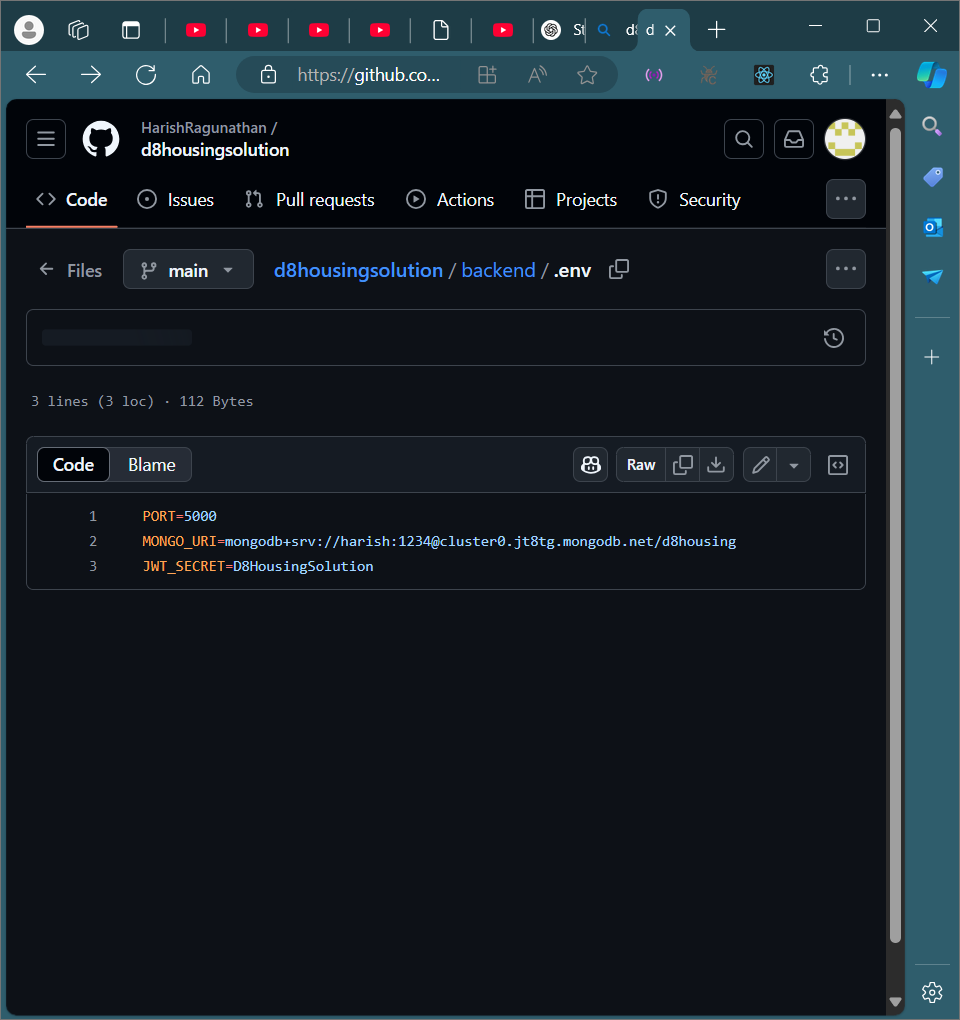 St
da
d
https://github.co...
HarishRagunathan /
d8housingsolution
Code
Issues
Pull requests
Actions
Projects
Security
Files
main
d8housingsolution / backend / .env
3 lines (3 loc) · 112 Bytes
Code
Blame
Raw
1 PORT=5000
2 MONGO_URI=mongodb+srv://harish:1234@cluster0.jt8tg.mongodb.net/d8housing
3 JWT_SECRET=D8HousingSolution